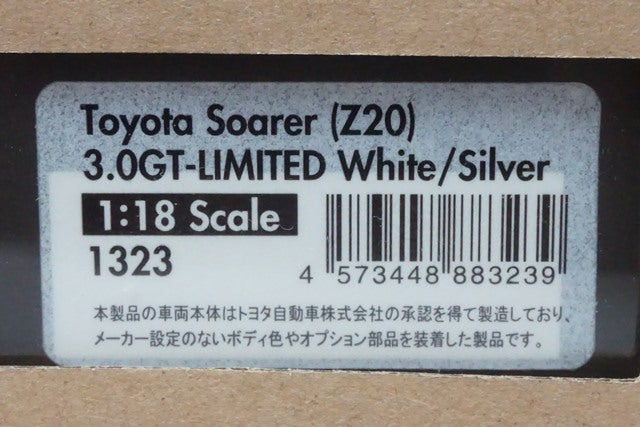 Toyota Soarer (Z20)
3.0GT-LIMITED White/Silver
1:18 Scale
1323
4 573448 883239
本製品の車両本体はトヨタ自動車株式会社の承認を得て製造しており、
メーカー設定のないボディ色やオプション部品を装着した製品です。